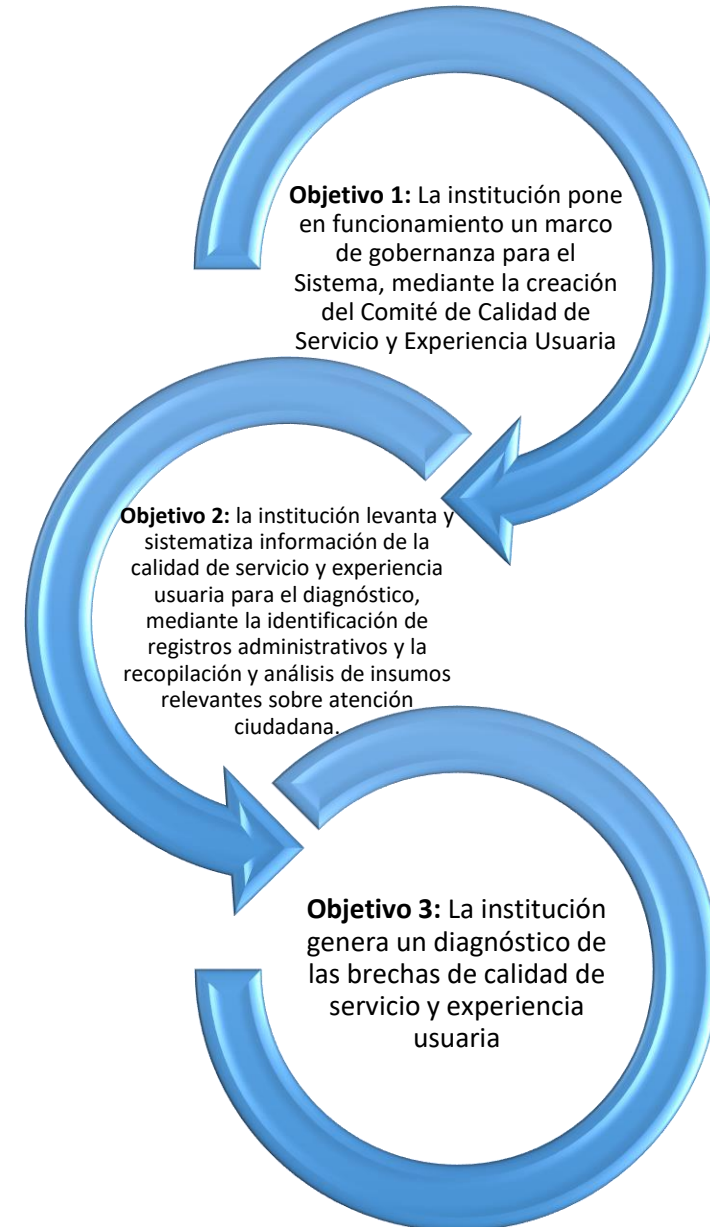 Objetivo 1: La institución pone
en funcionamiento un marco
de gobernanza para el
Sistema, mediante la creación
del Comité de Calidad de
Servicio y Experiencia Usuaria
Objetivo 2: la institución levanta y
sistematiza información de la
calidad de servicio y experiencia
usuaria para el diagnóstico,
mediante la identificación de
registros administrativos y la
recopilación y análisis de insumos
relevantes sobre atención
ciudadana.
Objetivo 3: La institución
genera un diagnóstico de
las brechas de calidad de
servicio y experiencia
usuaria